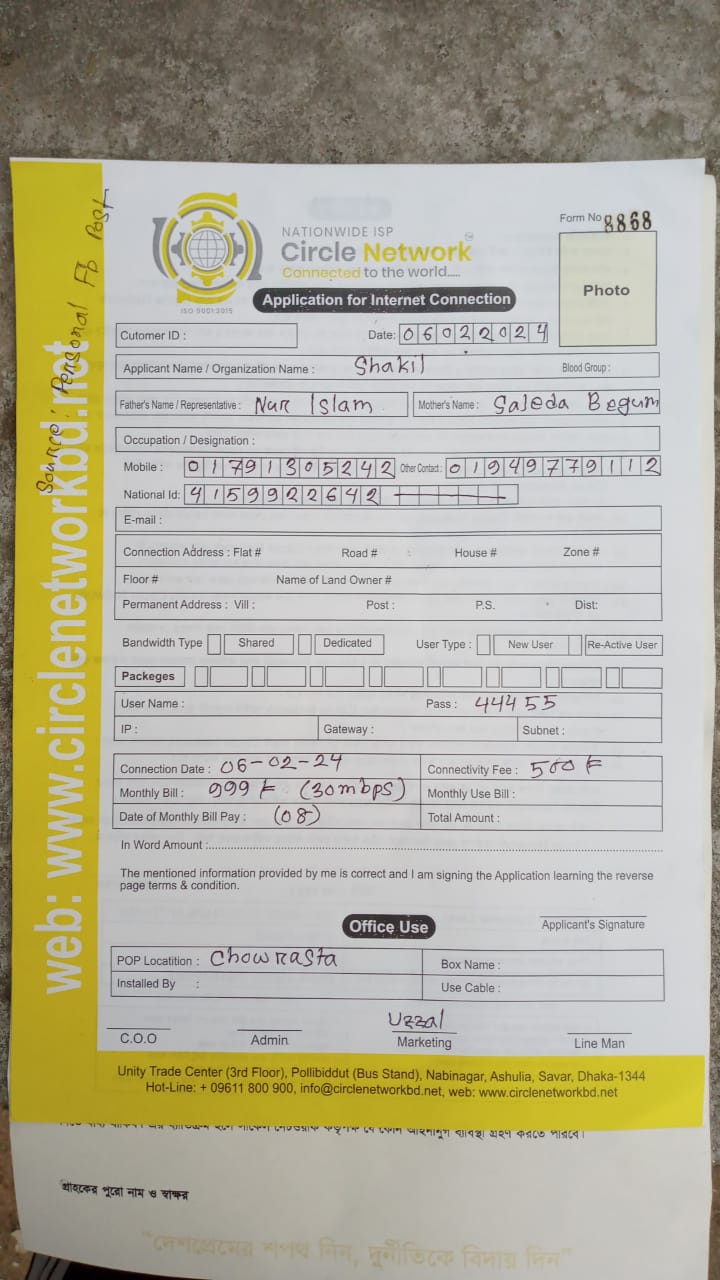 Form No 8868
NATIONWIDE ISP
Circle Network
Connected to the world.....
ISO 9001:2015
Application for Internet Connection
Photo
Cutomer ID :
Date: 06022024
Applicant Name / Organization Name : Shakil Blood Group :
Father's Name / Representative : Nur Islam Mother's Name : Saleda Begum
Occupation / Designation :
Mobile : 01791305242 Other Contact : 01949779112
National Id: 4159922642
E-mail :
Connection Address : Flat # Road # House # Zone #
Floor # Name of Land Owner #
Permanent Address : Vill : Post : P.S. Dist:
Bandwidth Type Shared Dedicated User Type : New User Re-Active User
Packeges
User Name : Pass : 44455
IP : Gateway : Subnet :
Connection Date : 06-02-24 Connectivity Fee : 500 ৳
Monthly Bill : 999 ৳ (30mbps) Monthly Use Bill :
Date of Monthly Bill Pay : (08) Total Amount :
In Word Amount :
The mentioned information provided by me is correct and I am signing the Application learning the reverse
page terms & condition.
Applicant's Signature
Office Use
POP Locatition : Chowrasta Box Name :
Installed By : Use Cable :
Uzzal
C.O.O Admin Marketing Line Man
Unity Trade Center (3rd Floor), Pollibiddut (Bus Stand), Nabinagar, Ashulia, Savar, Dhaka-1344
Hot-Line: + 09611 800 900, info@circlenetworkbd.net, web: www.circlenetworkbd.net
web: www.circlenetworkbd.net
Source: Personal Fb Post
গ্রাহকের পুরো নাম ও স্বাক্ষর
“দেশপ্রেমের শপথ নিন, দুর্নীতিকে বিদায় দিন”